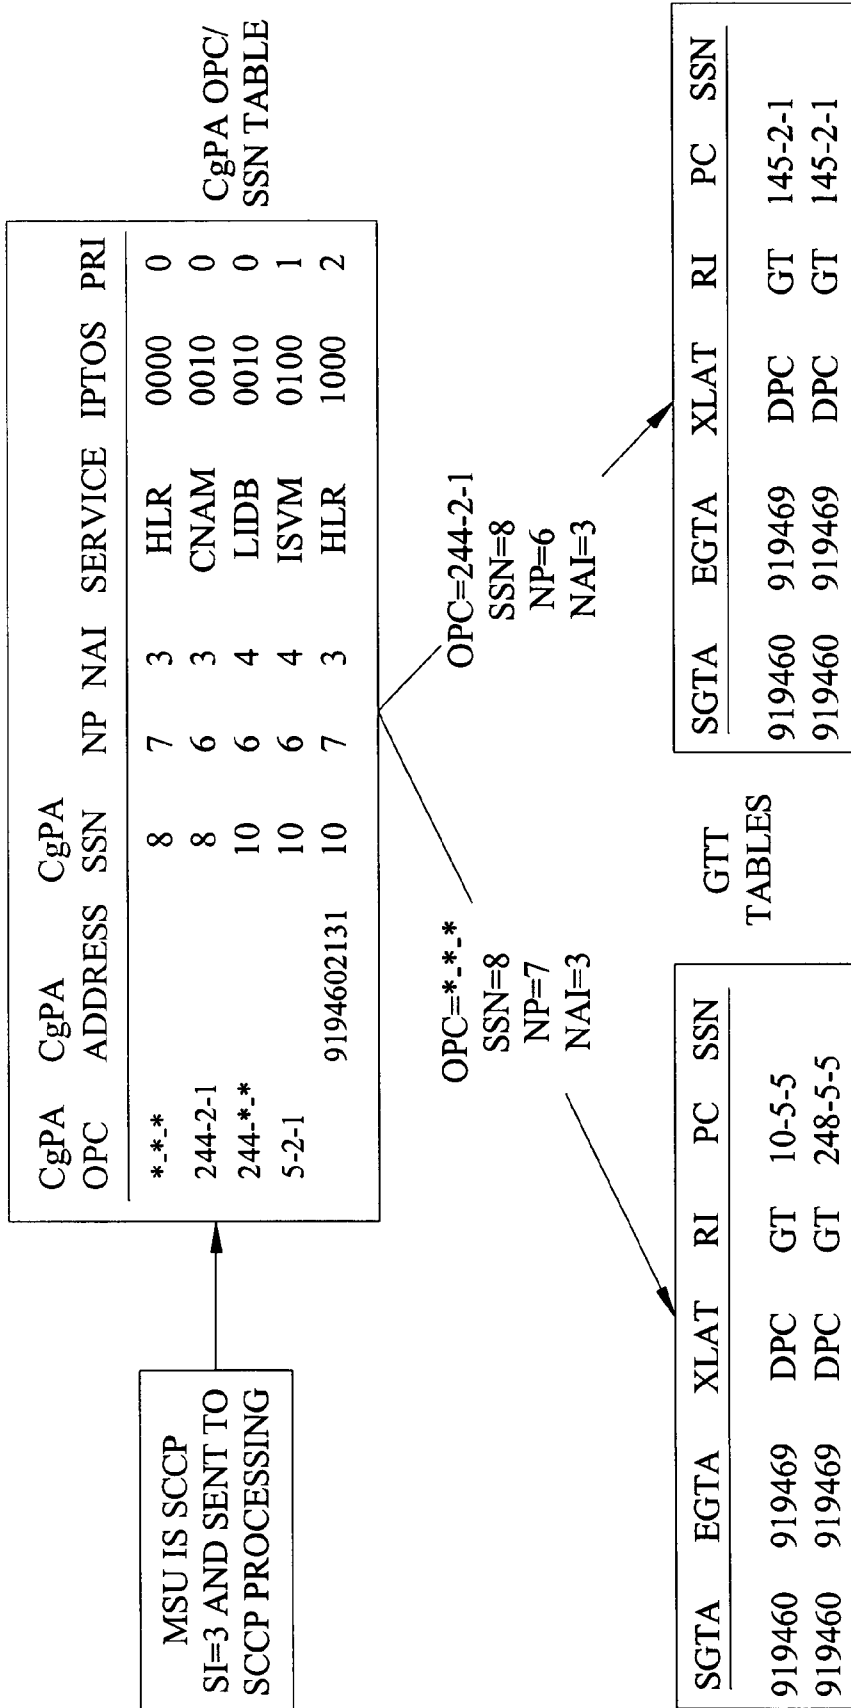 MSU IS SCCP
SI=3 AND SENT TO
SCCP PROCESSING
CgPA CgPA CgPA
OPC ADDRESS SSN NP NAI SERVICE IPTOS PRI
*-*-* 8 7 3 HLR 0000 0
244-2-1 8 6 3 CNAM 0010 0
244-*-* 10 6 4 LIDB 0010 0
5-2-1 10 6 4 ISVM 0100 1
9194602131 10 7 3 HLR 1000 2
CgPA OPC/
SSN TABLE
OPC=*-*-*
SSN=8
NP=7
NAI=3
OPC=244-2-1
SSN=8
NP=6
NAI=3
SGTA EGTA XLAT RI PC SSN
919460 919469 DPC GT 10-5-5
919460 919469 DPC GT 248-5-5
GTT
TABLES
SGTA EGTA XLAT RI PC SSN
919460 919469 DPC GT 145-2-1
919460 919469 DPC GT 145-2-1